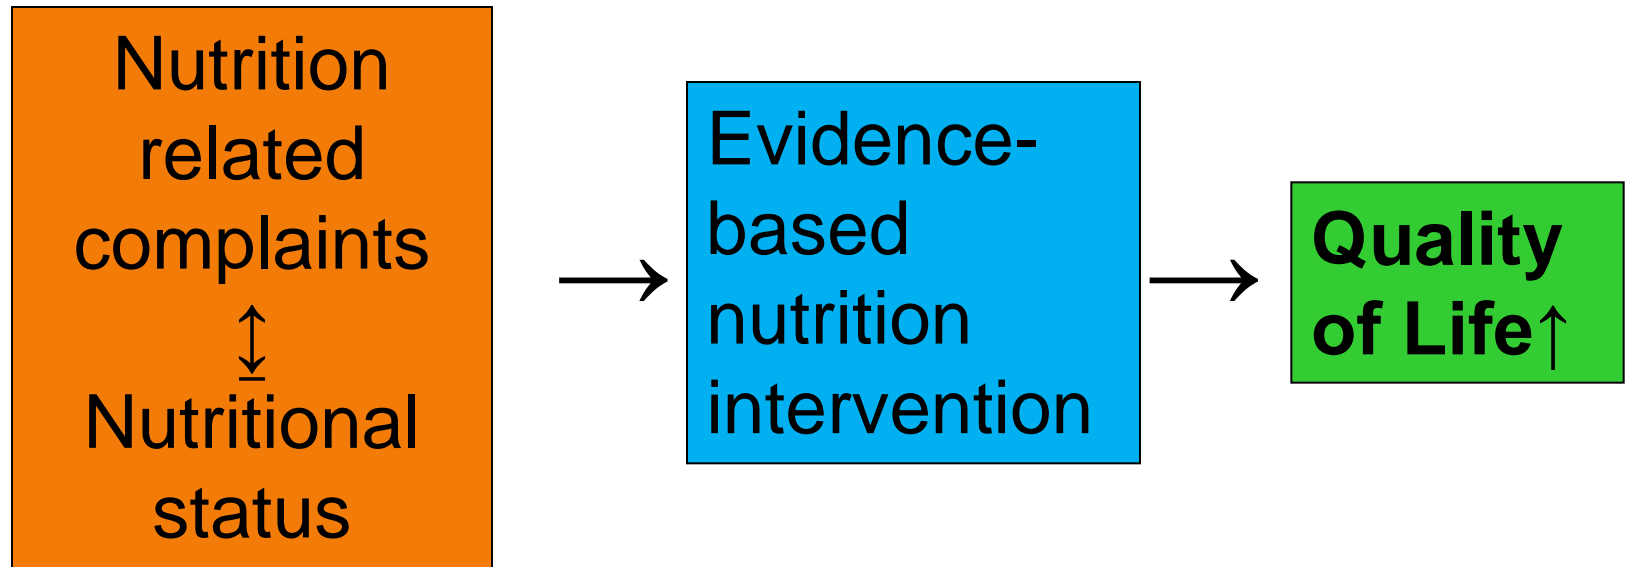 Nutrition
related
complaints
↨
Nutritional
status
→
Evidence-
based
nutrition
intervention
→
Quality
of Life↑